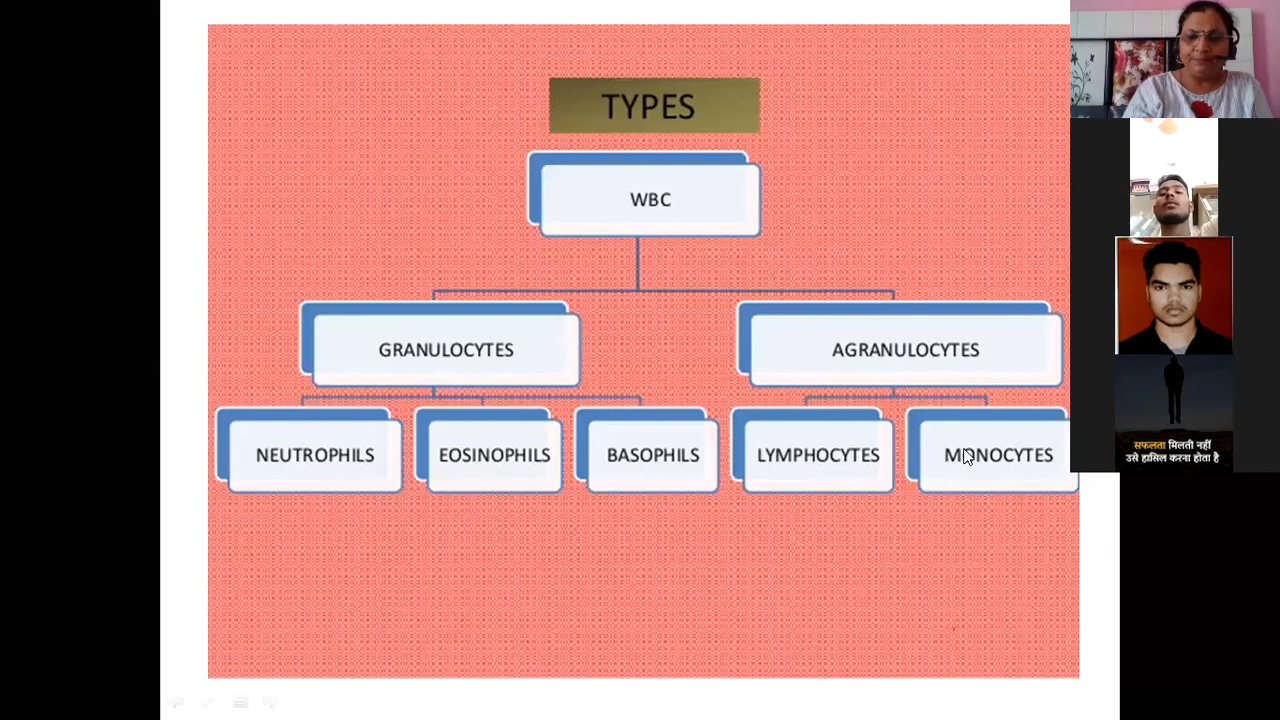 TYPES
WBC
GRANULOCYTES
AGRANULOCYTES
NEUTROPHILS
EOSINOPHILS
BASOPHILS
LYMPHOCYTES
MONOCYTES
सफलता मिलती नहीं
उसे हासिल करना होता है